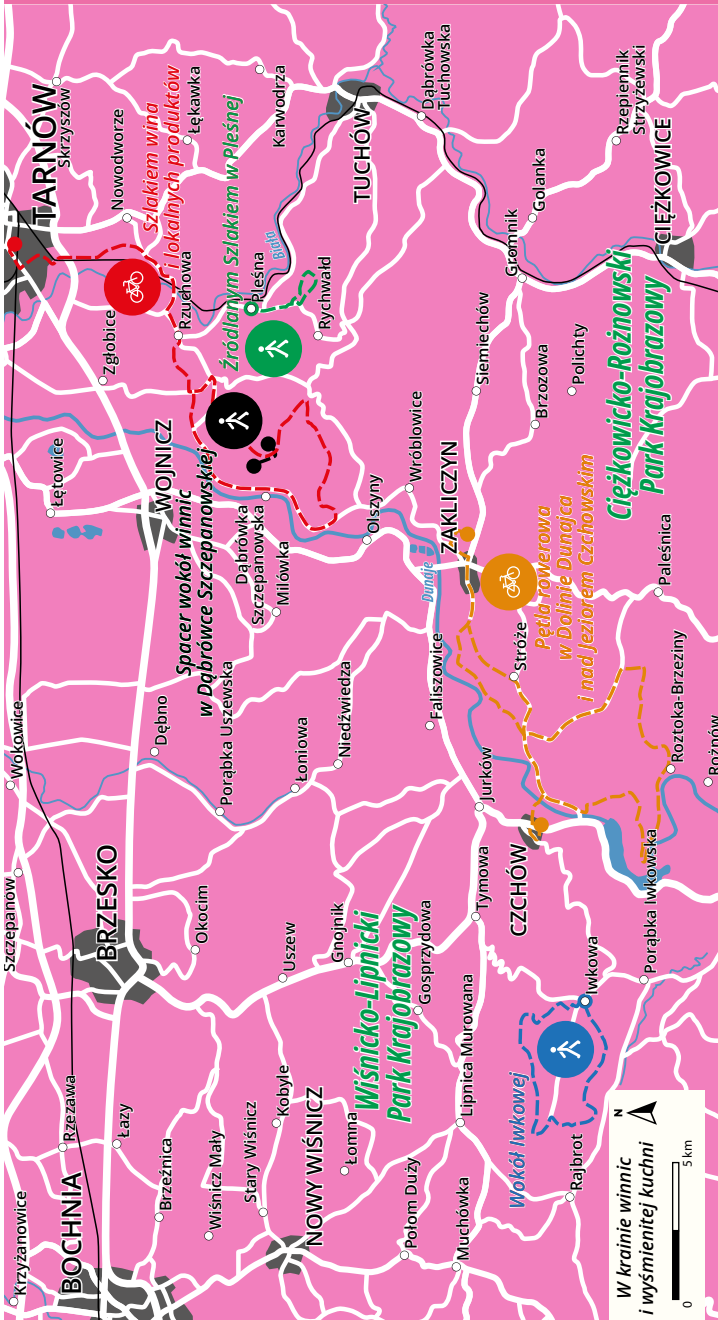 Krzyżanowice
BOCHNIA
Rzezawa
Łazy
Brzeźnica
Wiśnicz Mały
Stary Wiśnicz
Kobyle
NOWY WIŚNICZ
Łomna
Połom Duży
Muchówka
Lipnica Murowana
Rajbrot
Wokół Iwkowej
Iwkowa
Porąbka Iwkowska
Wiśnicko-Lipnicki
Park Krajobrazowy
Gosprzydowa
Gnojnik
Uszew
Okocim
BRZESKO
Szczepanow
Wokowice
Dębno
Porąbka Uszewska
Łoniowa
Niedźwiedza
Tymowa
Jurków
CZCHÓW
Faliszowice
Stróże
Roztoka-Brzeziny
Rożnów
Paleśnica
Pętla rowerowa
w Dolinie Dunajca
i nad Jeziorem Czchowskim
ZAKLICZYN
Dundje
Wróblowice
Olszyny
Milówka
Dąbrówka
Szczepanowska
Spacer wokół winnic
w Dąbrówce Szczepanowskiej
WOJNICZ
Łętowice
Zgłobice
Rzuchowa
TARNÓW
Skrzyszów
Nowodworze
Łękawka
Karwodrza
Szlakiem wina
i lokalnych produktów
Źródlanym Szlakiem w Pleśnej
Pleśna
Biała
Rychwałd
TUCHÓW
Dąbrówka
Tuchowska
Siemiechów
Brzozowa
Polichty
Gromnik
Golanka
Rzepiennik
Strzyżewski
CIĘŻKOWICE
Ciężkowicko-Rożnowski
Park Krajobrazowy
W krainie winnic
i wyśmienitej kuchni
N
0
5 km